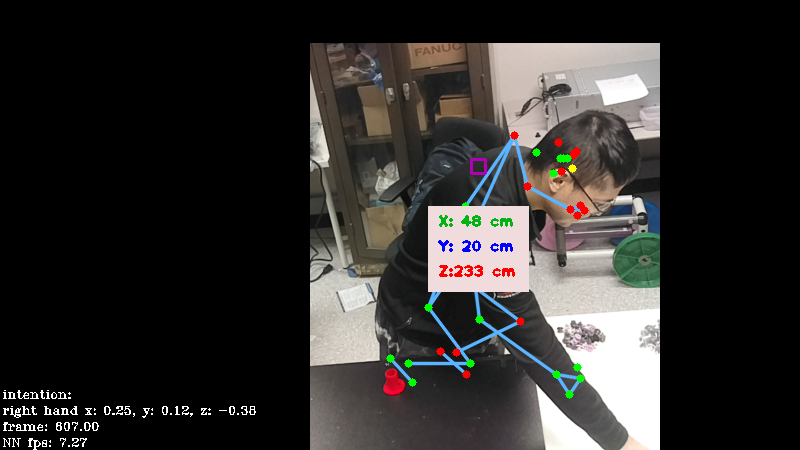 FANUC
X: 48 cm
Y: 20 cm
Z:233 cm
intention:
right hand x: 0.25, y: 0.12, z: -0.38
frame: 607.00
NN fps: 7.27